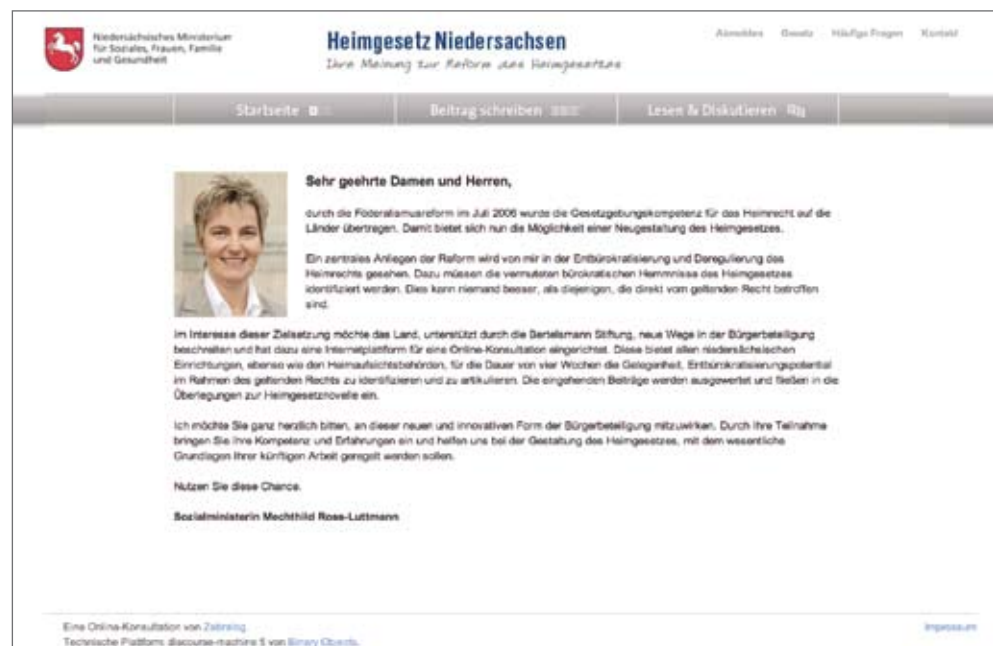 Niedersächsisches Ministerium
für Soziales, Frauen, Familie
und Gesundheit
Heimgesetz Niedersachsen
Ihre Meinung zur Reform des Heimgesetzes
Abmelden Gesetz Häufige Fragen Kontakt
Startseite Beitrag schreiben Lesen & Diskutieren
Sehr geehrte Damen und Herren,
durch die Föderalismusreform im Juli 2006 wurde die Gesetzgebungskompetenz für das Heimrecht auf die
Länder übertragen. Damit bietet sich nun die Möglichkeit einer Neugestaltung des Heimgesetzes.
Ein zentrales Anliegen der Reform wird von mir in der Entbürokratisierung und Deregulierung des
Heimrechts gesehen. Dazu müssen die vermuteten bürokratischen Hemmnisse des Heimgesetzes
identifiziert werden. Dies kann niemand besser, als diejenigen, die direkt vom geltenden Recht betroffen
sind.
Im Interesse dieser Zielsetzung möchte das Land, unterstützt durch die Bertelsmann Stiftung, neue Wege in der Bürgerbeteiligung
beschreiten und hat dazu eine Internetplattform für eine Online-Konsultation eingerichtet. Diese bietet allen niedersächsischen
Einrichtungen, ebenso wie den Heimaufsichtsbehörden, für die Dauer von vier Wochen die Gelegenheit, Entbürokratisierungspotential
im Rahmen des geltenden Rechts zu identifizieren und zu artikulieren. Die eingehenden Beiträge werden ausgewertet und fließen in die
Überlegungen zur Heimgesetznovelle ein.
Ich möchte Sie ganz herzlich bitten, an dieser neuen und innovativen Form der Bürgerbeteiligung mitzuwirken. Durch Ihre Teilnahme
bringen Sie Ihre Kompetenz und Erfahrungen ein und helfen uns bei der Gestaltung des Heimgesetzes, mit dem wesentliche
Grundlagen Ihrer künftigen Arbeit geregelt werden sollen.
Nutzen Sie diese Chance.
Sozialministerin Mechthild Ross-Luttmann
Eine Online-Konsultation von Zebralog.
Technische Plattform: discourse-machine 5 von Binary Objects.
Impressum